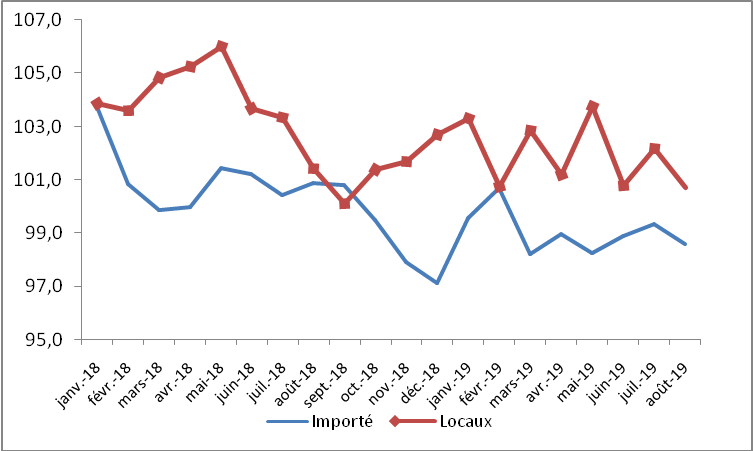 107,0
105,0
103,0
101,0
99,0
97,0
95,0
janv.-18
févr.-18
mars-18
avr.-18
mai-18
juin-18
juil.-18
août-18
sept.-18
oct.-18
nov.-18
déc.-18
janv.-19
févr.-19
mars-19
avr.-19
mai-19
juin-19
juil.-19
août-19
Importé
Locaux